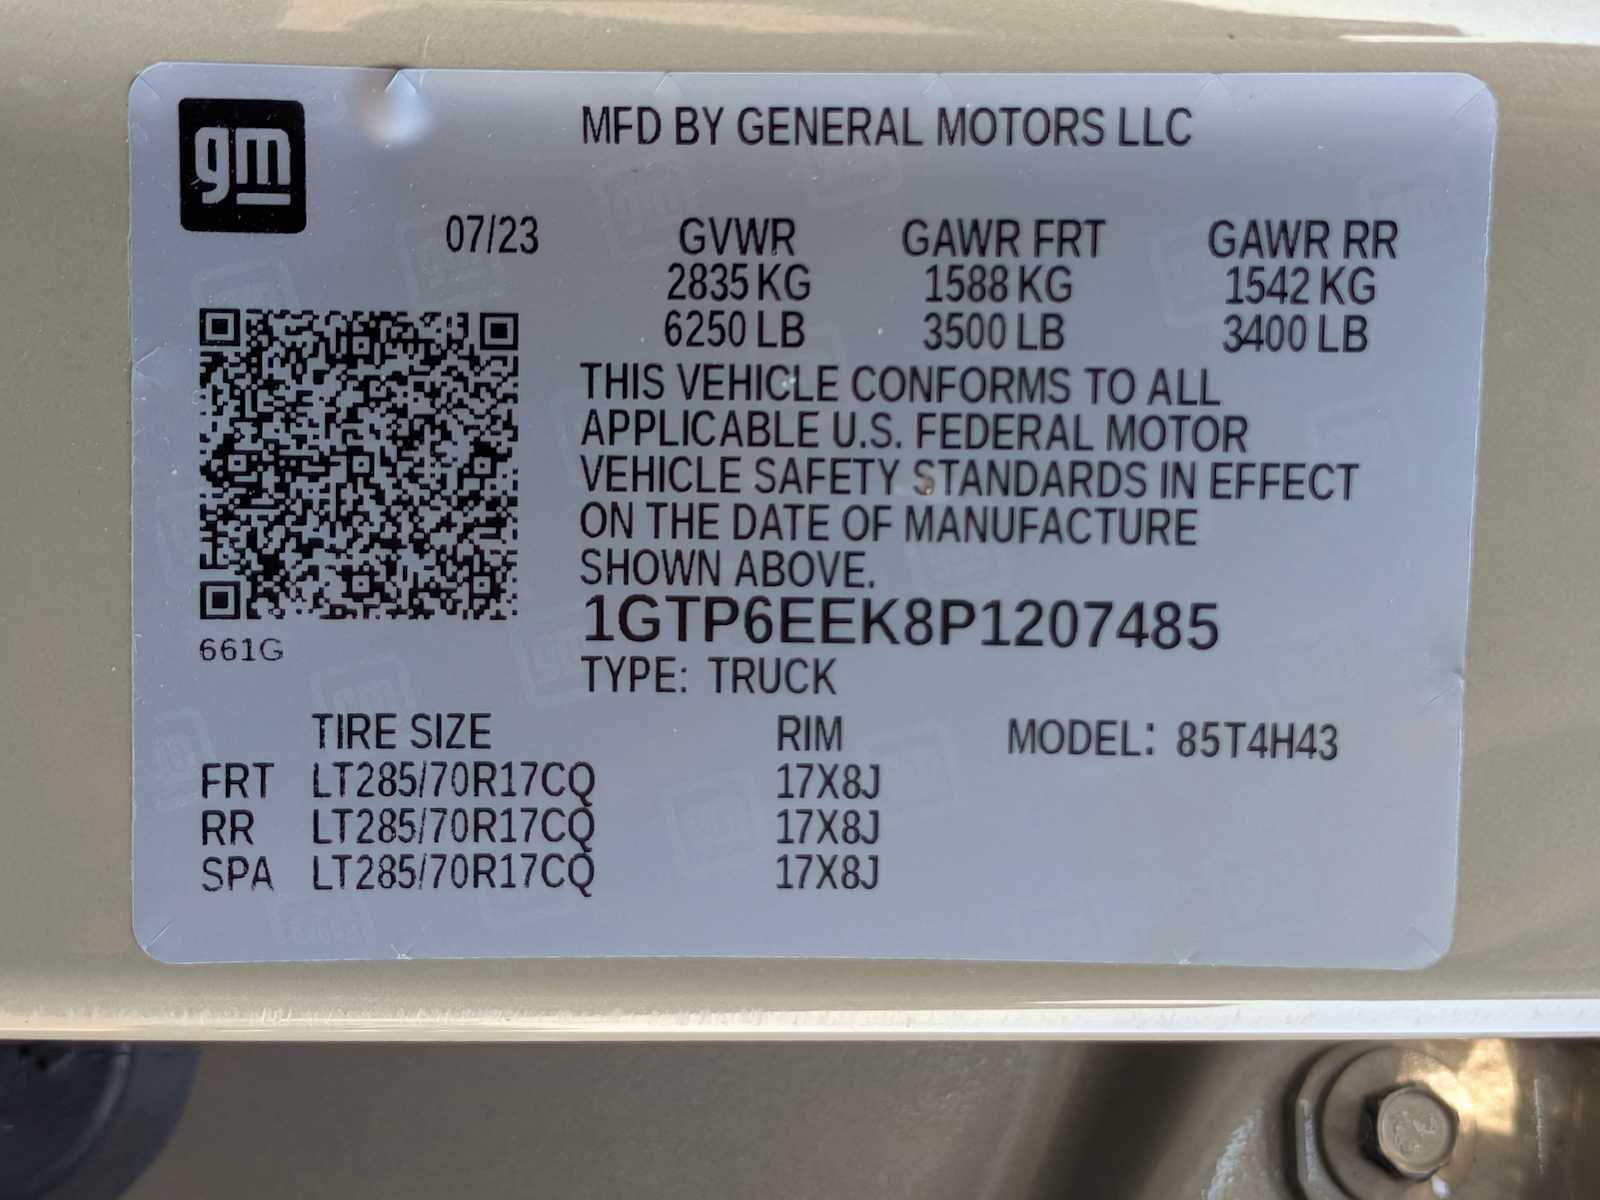 gm
MFD BY GENERAL MOTORS LLC
07/23 GVWR GAWR FRT GAWR RR
2835 KG 1588 KG 1542 KG
6250 LB 3500 LB 3400 LB
THIS VEHICLE CONFORMS TO ALL
APPLICABLE U.S. FEDERAL MOTOR
VEHICLE SAFETY STANDARDS IN EFFECT
ON THE DATE OF MANUFACTURE
SHOWN ABOVE.
1GTP6EEK8P1207485
661G
TYPE: TRUCK
TIRE SIZE RIM MODEL: 85T4H43
FRT LT285/70R17CQ 17X8J
RR LT285/70R17CQ 17X8J
SPA LT285/70R17CQ 17X8J